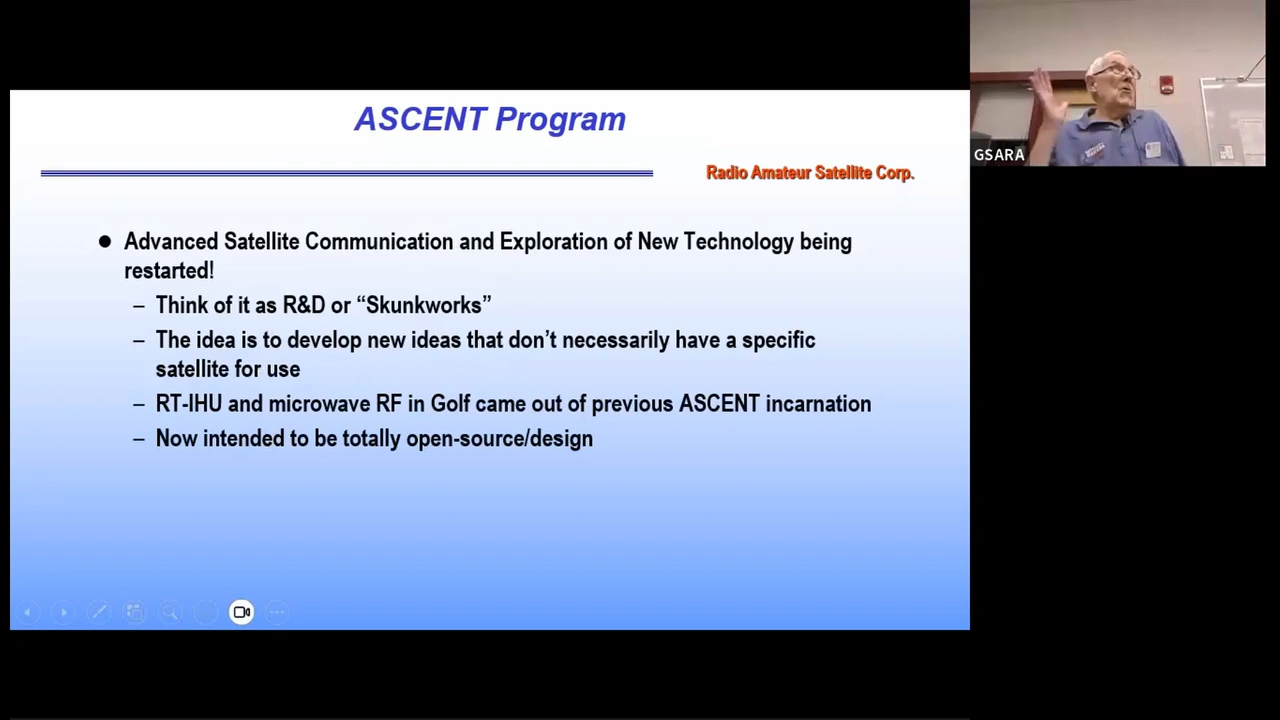 ASCENT Program
Radio Amateur Satellite Corp.
● Advanced Satellite Communication and Exploration of New Technology being
restarted!
– Think of it as R&D or “Skunkworks”
– The idea is to develop new ideas that don’t necessarily have a specific
satellite for use
– RT-IHU and microwave RF in Golf came out of previous ASCENT incarnation
– Now intended to be totally open-source/design
GSARA